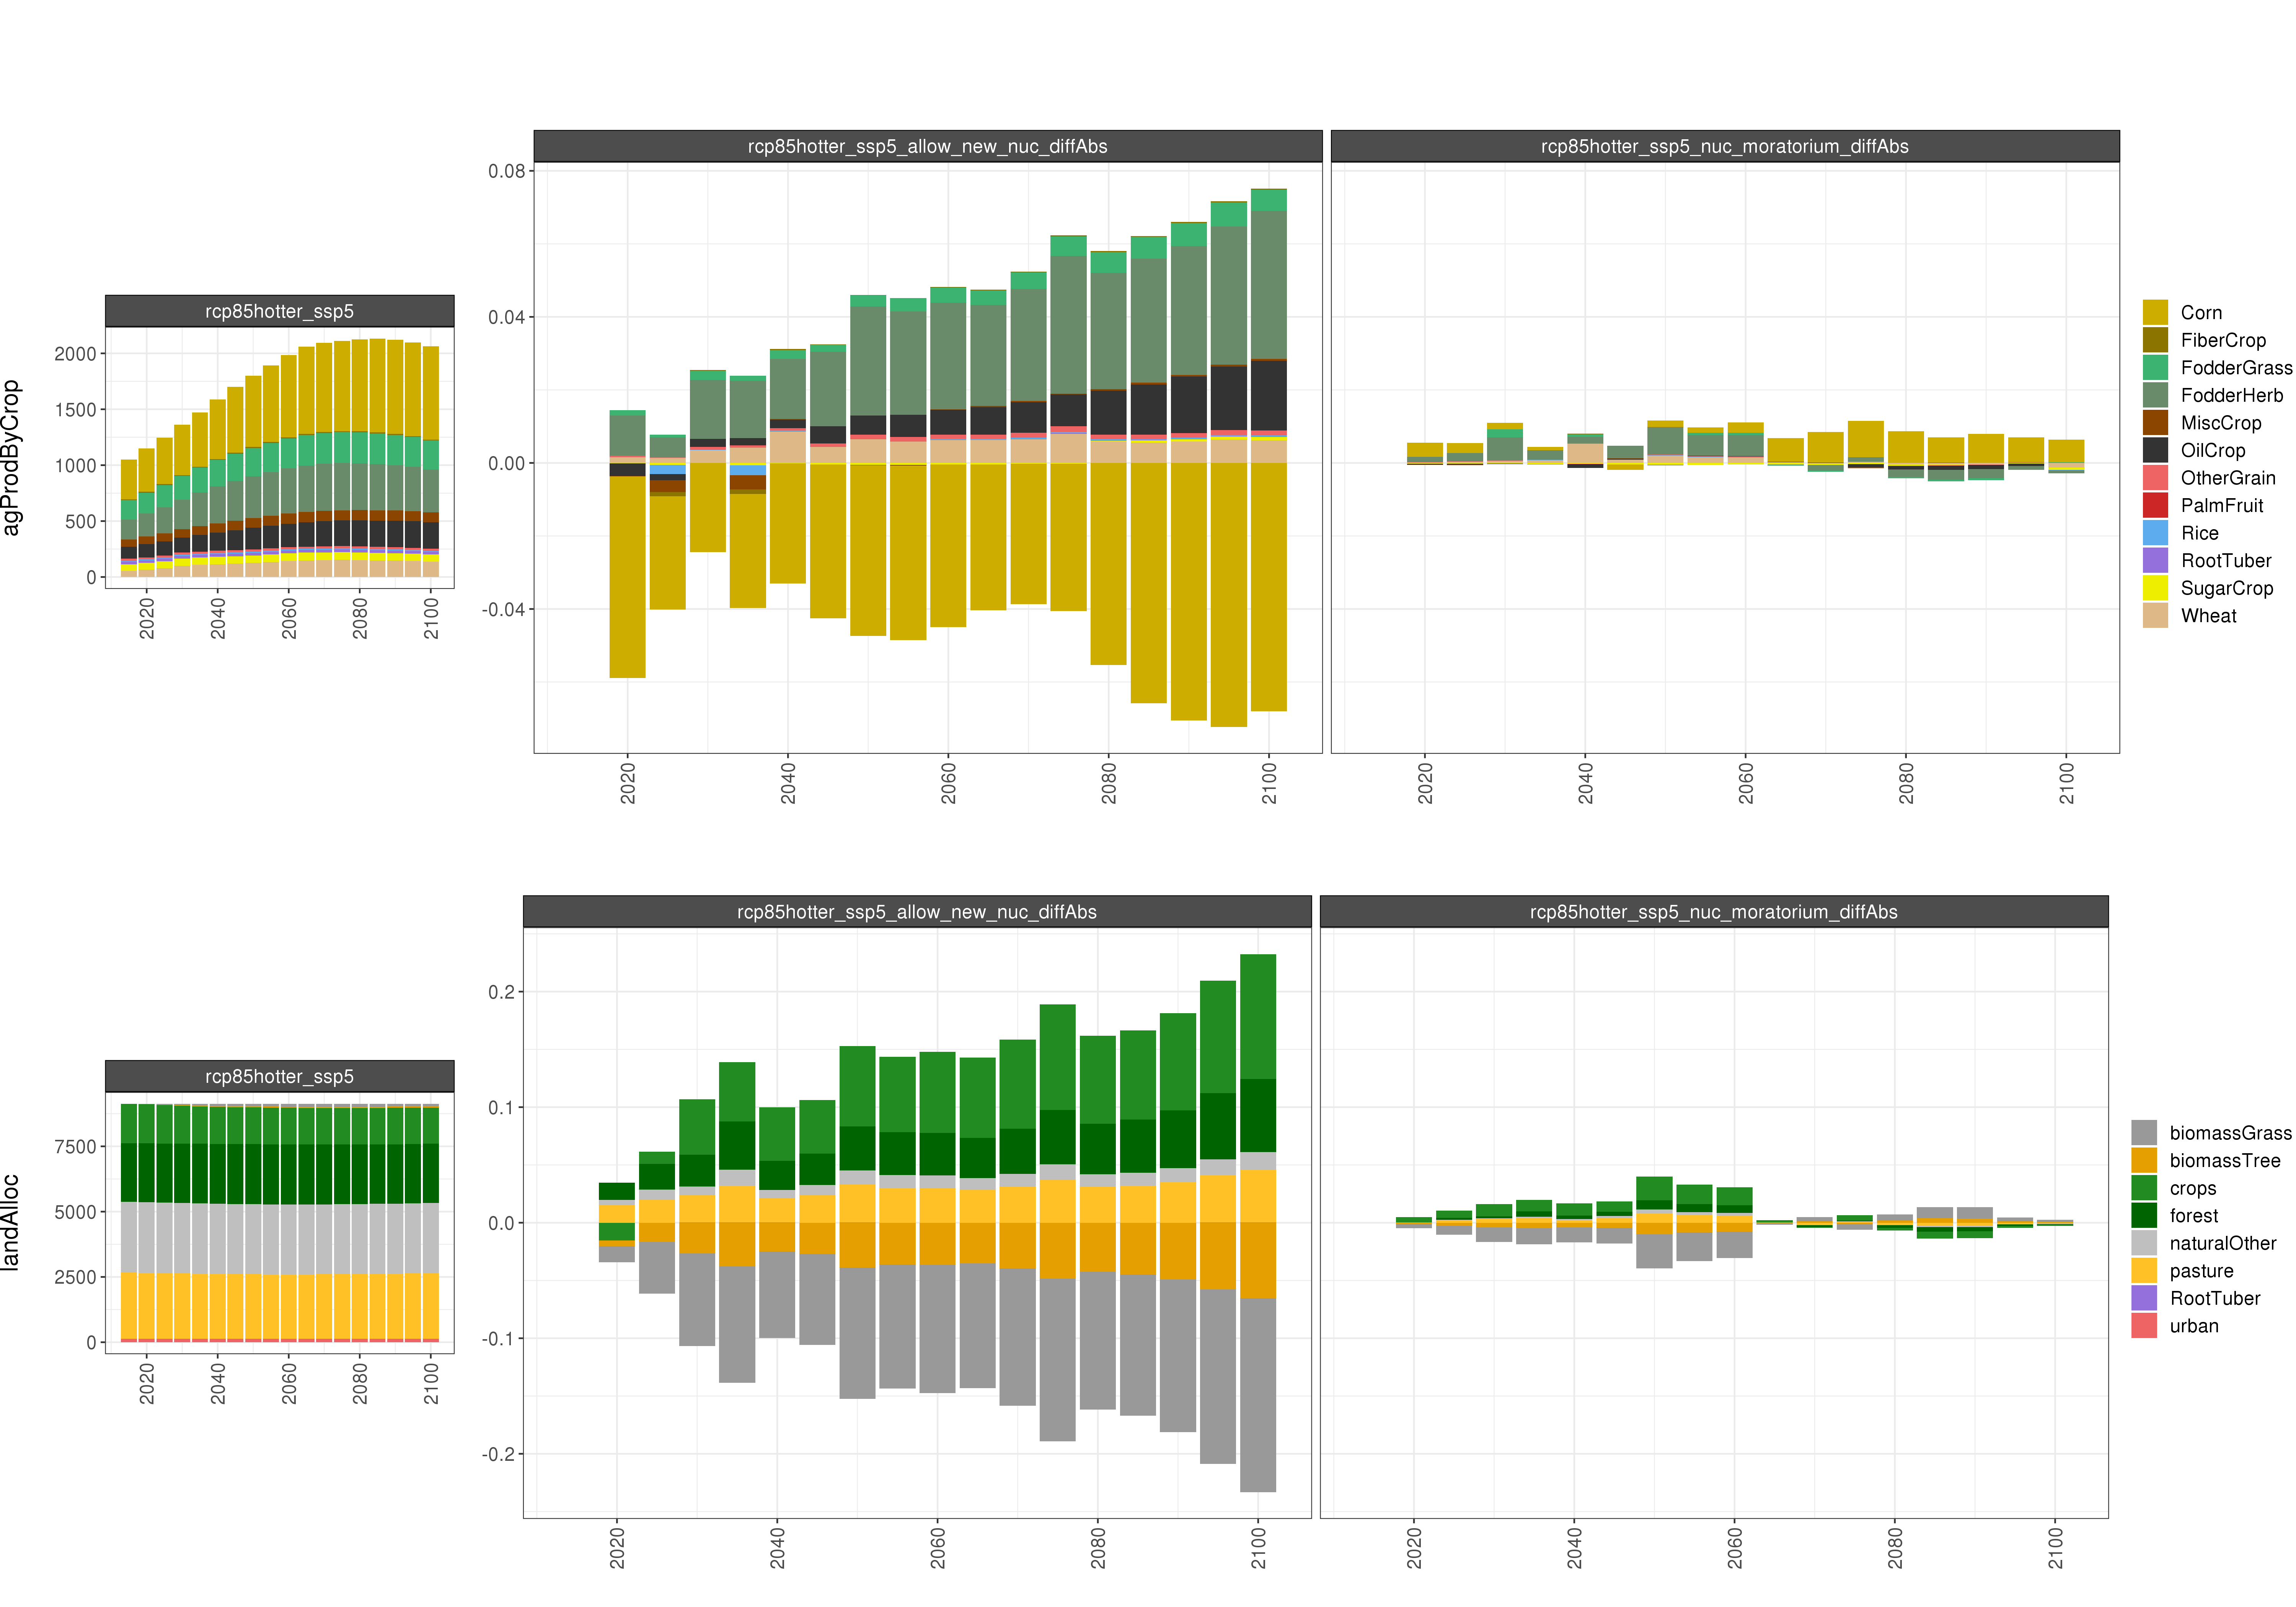 rcp85hotter_ssp5_allow_new_nuc_diffAbs rcp85hotter_ssp5_nuc_moratorium_diffAbs
rcp85hotter_ssp5
agProdByCrop
2000
1500
1000
500
0
2020 2040 2060 2080 2100
0.08
0.04
0.00
-0.04
2020 2040 2060 2080 2100
2020 2040 2060 2080 2100
Corn
FiberCrop
FodderGrass
FodderHerb
MiscCrop
OilCrop
OtherGrain
PalmFruit
Rice
RootTuber
SugarCrop
Wheat
rcp85hotter_ssp5_allow_new_nuc_diffAbs rcp85hotter_ssp5_nuc_moratorium_diffAbs
rcp85hotter_ssp5
landAlloc
7500
5000
2500
0
2020 2040 2060 2080 2100
0.2
0.1
0.0
-0.1
-0.2
2020 2040 2060 2080 2100
2020 2040 2060 2080 2100
biomassGrass
biomassTree
crops
forest
naturalOther
pasture
RootTuber
urban